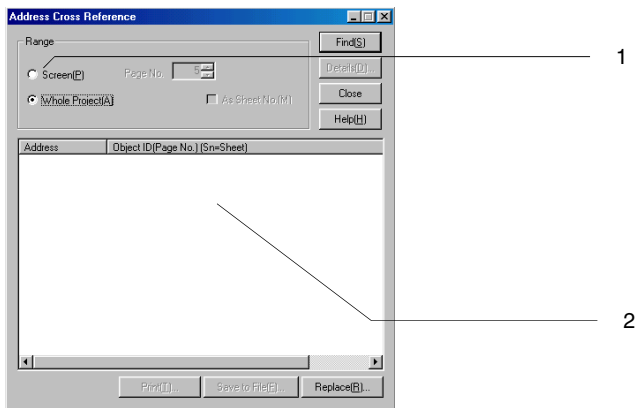 Address Cross Reference
Range
Find(S)
Screen(P) Page No. 5
Details(D)...
Whole Project(A) As Sheet No.(M)
Close
Help(H)
Address Object ID(Page No.) (Sn=Sheet)
Print(T)... Save to File(F)... Replace(R)...
1
2